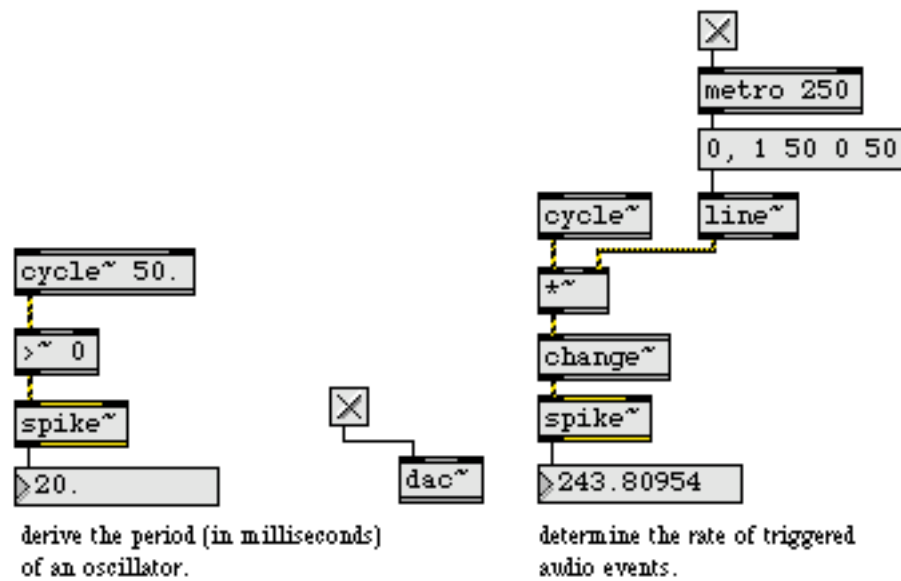 metro 250
0, 1 50 0 50
cycle~
line~
*~
change~
spike~
243.80954
determine the rate of triggered
audio events.
cycle~ 50.
>~ 0
spike~
20.
derive the period (in milliseconds)
of an oscillator.
dac~